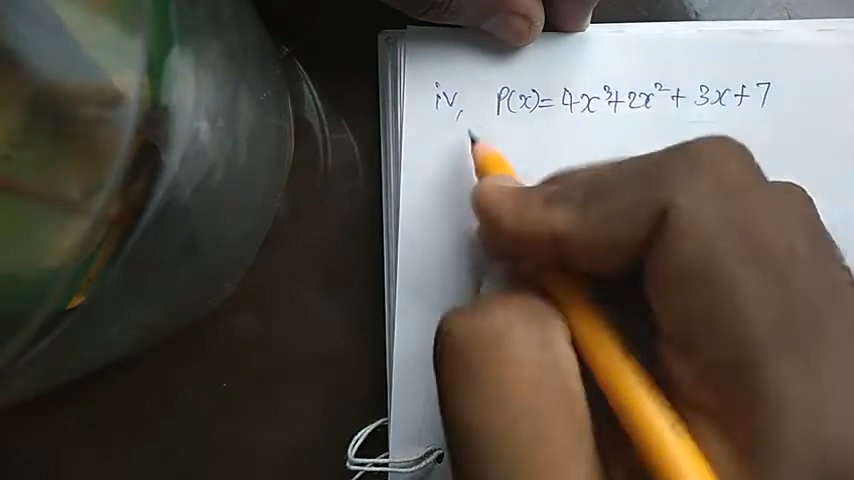 iv, P(x)= 4x³+2x²+ 3x+7